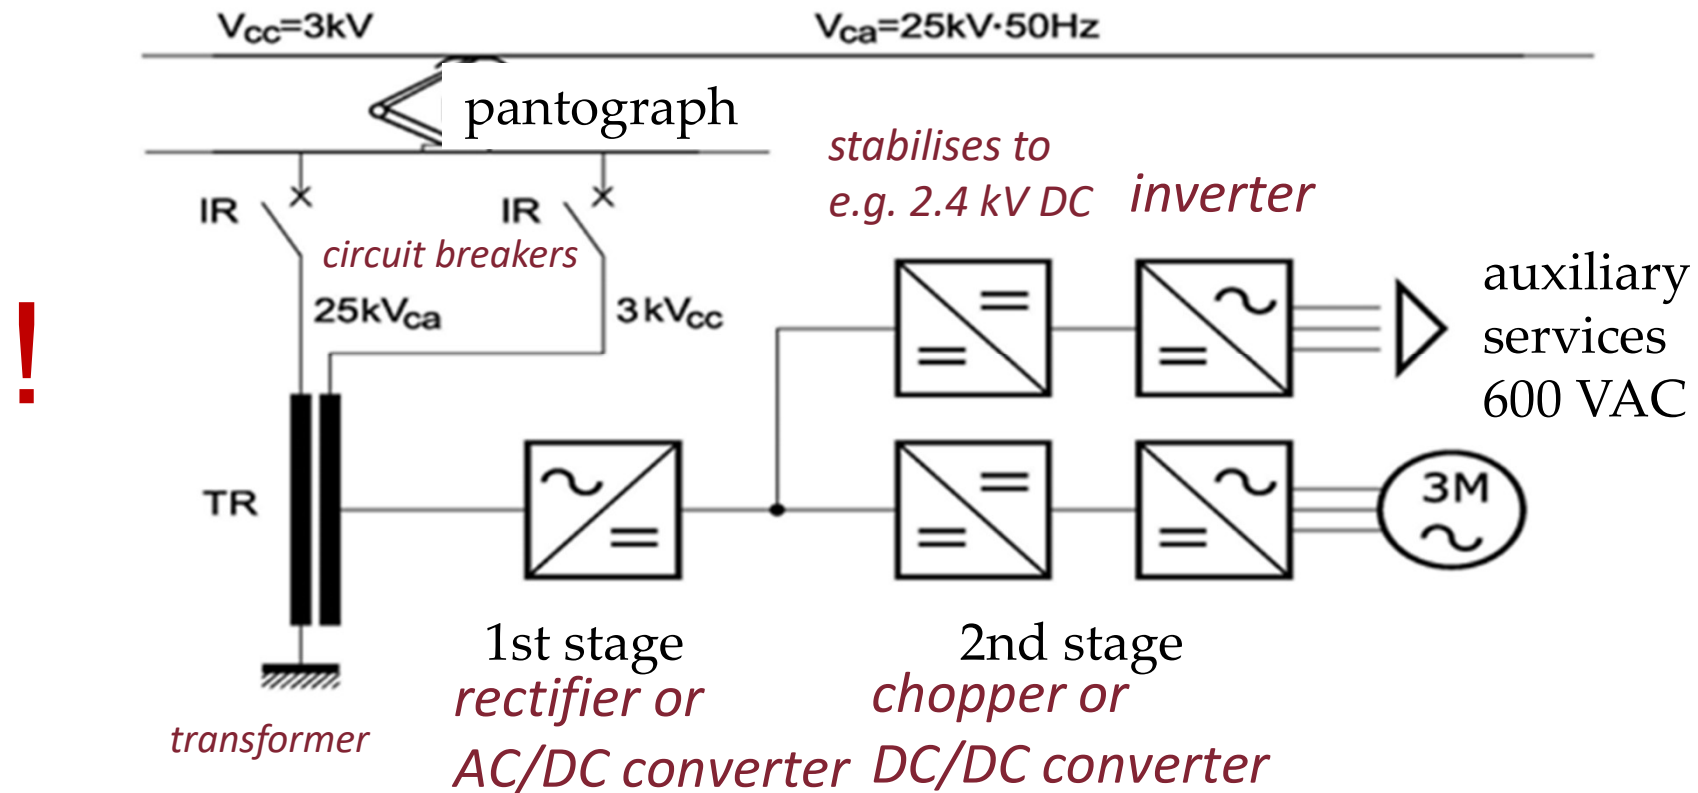 Vcc=3kV
Vca=25kV·50Hz
pantograph
stabilises to
e.g. 2.4 kV DC
inverter
IR
IR
circuit breakers
25kVca
3kVcc
auxiliary
services
600 VAC
!
TR
3M
1st stage
rectifier or
AC/DC converter
2nd stage
chopper or
DC/DC converter
transformer